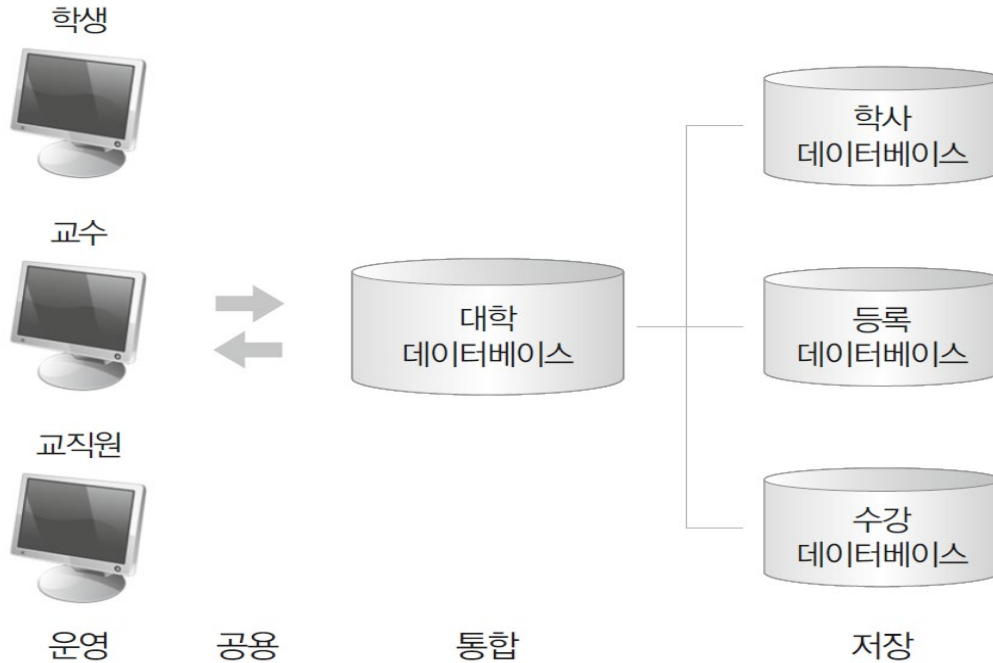 학생
교수
교직원
대학
데이터베이스
학사
데이터베이스
등록
데이터베이스
수강
데이터베이스
운영
공용
통합
저장